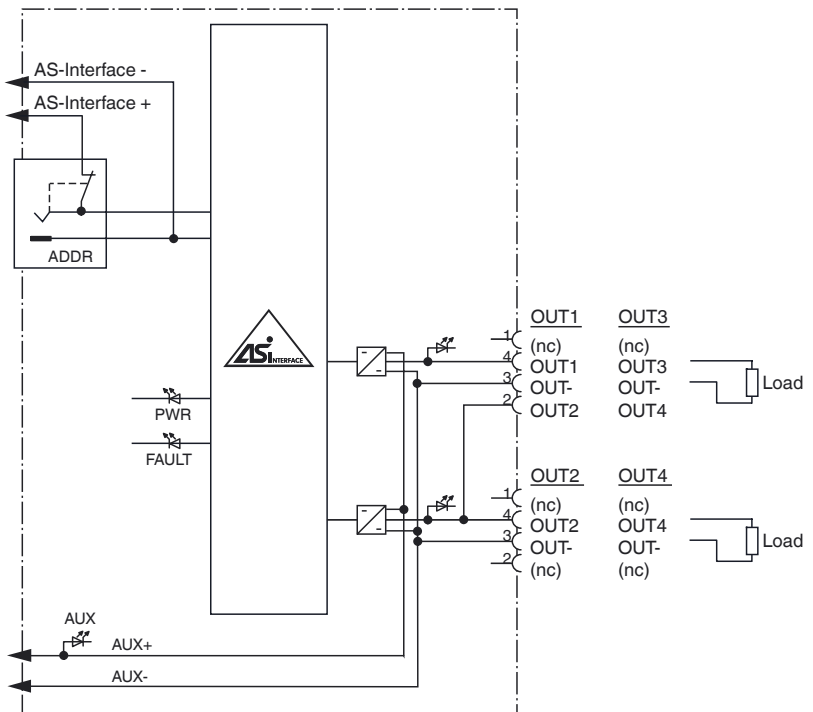 AS-Interface -
AS-Interface +
ADDR
ASi INTERFACE
PWR
FAULT
OUT1 OUT3
1 (nc) (nc)
4 OUT1 OUT3
3 OUT- OUT-
2 OUT2 OUT4
Load
OUT2 OUT4
1 (nc) (nc)
4 OUT2 OUT4
3 OUT- OUT-
2 (nc) (nc)
Load
AUX
AUX+
AUX-